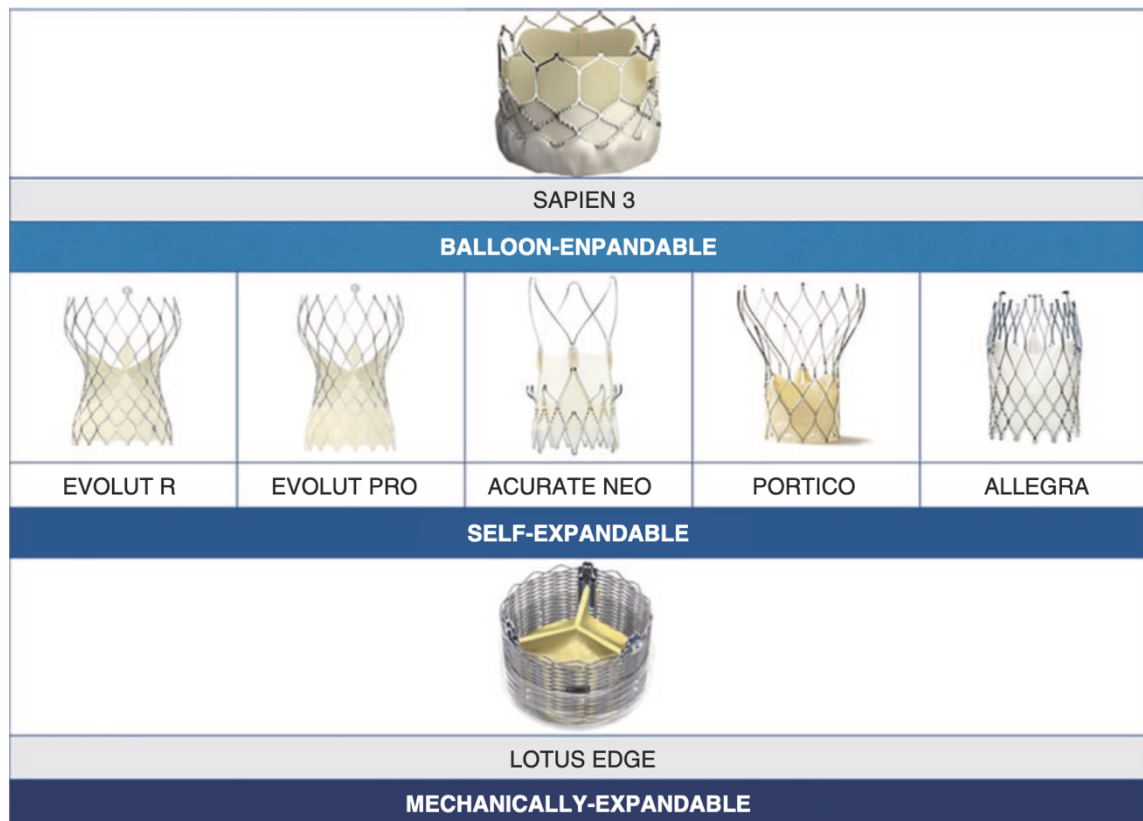 SAPIEN 3
BALLOON-ENPANDABLE
EVOLUT R EVOLUT PRO ACURATE NEO PORTICO ALLEGRA
SELF-EXPANDABLE
LOTUS EDGE
MECHANICALLY-EXPANDABLE